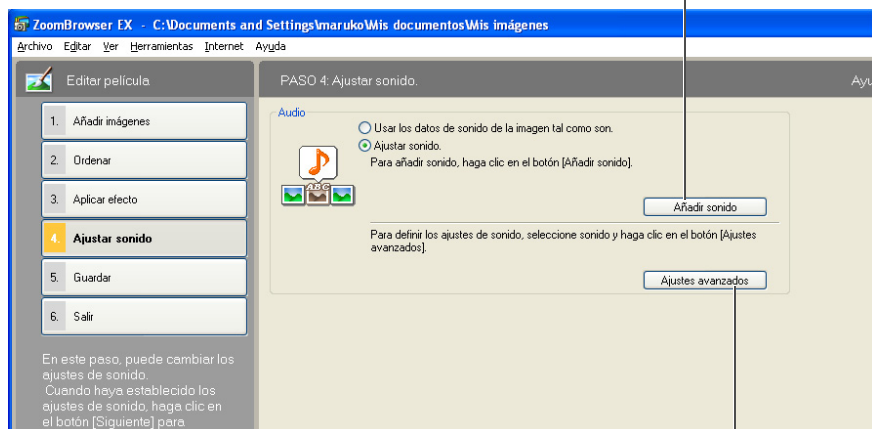 ZoomBrowser EX - C:\Documents and Settings\maruko\Mis documentos\Mis imágenes
Archivo Editar Ver Herramientas Internet Ayuda
Editar película
1. Añadir imágenes
2. Ordenar
3. Aplicar efecto
4. Ajustar sonido
5. Guardar
6. Salir
En este paso, puede cambiar los
ajustes de sonido.
Cuando haya establecido los
ajustes de sonido, haga clic en
el botón [Siguiente] para
PASO 4: Ajustar sonido.
Ayu
Audio
Usar los datos de sonido de la imagen tal como son.
Ajustar sonido.
Para añadir sonido, haga clic en el botón [Añadir sonido].
ABC
Añadir sonido
Para definir los ajustes de sonido, seleccione sonido y haga clic en el botón [Ajustes
avanzados].
Ajustes avanzados